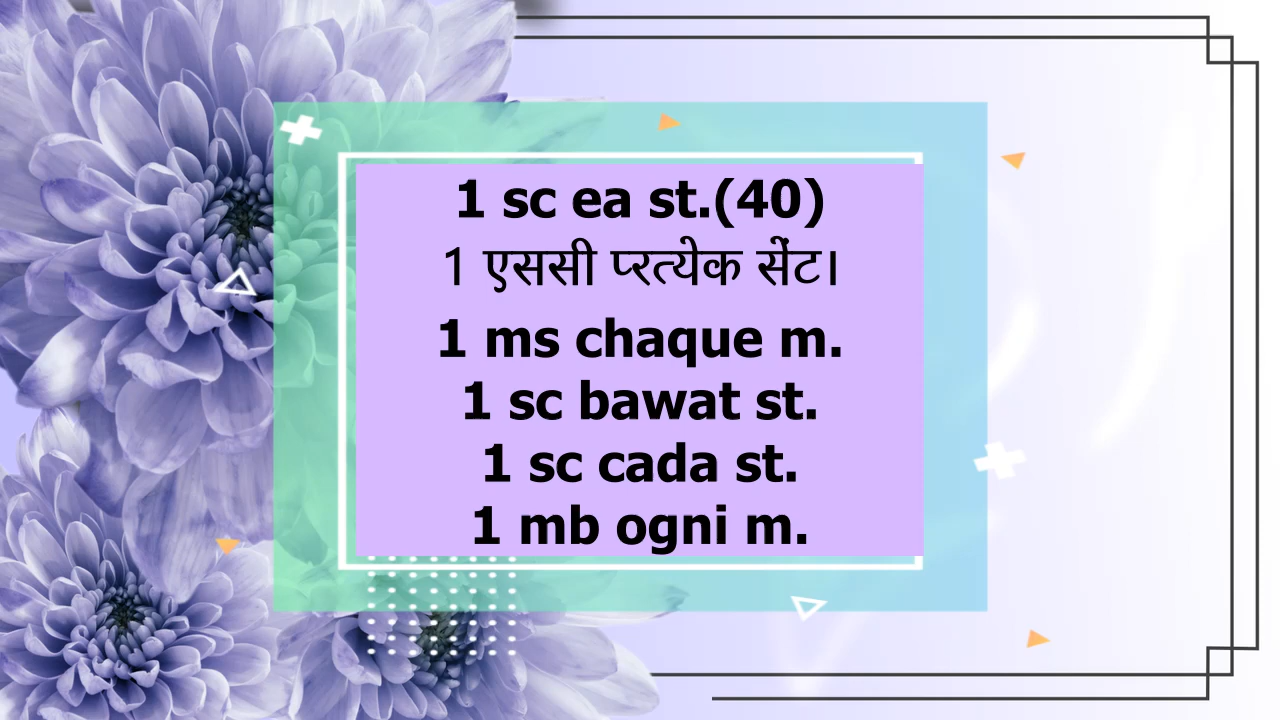 1 sc ea st.(40)
1 एससी प्रत्येक सेंट।
1 ms chaque m.
1 sc bawat st.
1 sc cada st.
1 mb ogni m.